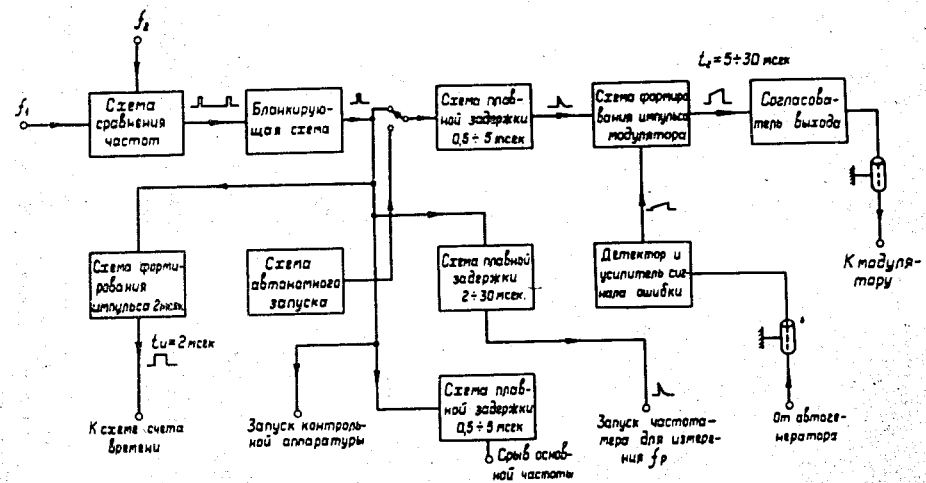 f₂
f₁
Схема
сравнения
частот
Бланкирую-
щая схема
Схема плав-
ной задержки
0,5÷5 мсек
Схема формиро-
вания импульса
модулятора
t₂=5÷30 мсек
Согласова-
тель выхода
К модуля-
тору
Схема форми-
рования
импульса 2мсек.
Схема
автономного
запуска
Схема плавной
задержки
2÷30 мсек.
Детектор и
усилитель сиг-
нала ошибки
tи=2 мсек
К схеме счета
времени
Запуск контроль-
ной аппаратуры
Схема плав-
ной задержки
0,5÷5 мсек
Срыв основ-
ной частоты
Запуск частото-
мера для измере-
ния fр
От автоге-
нератора